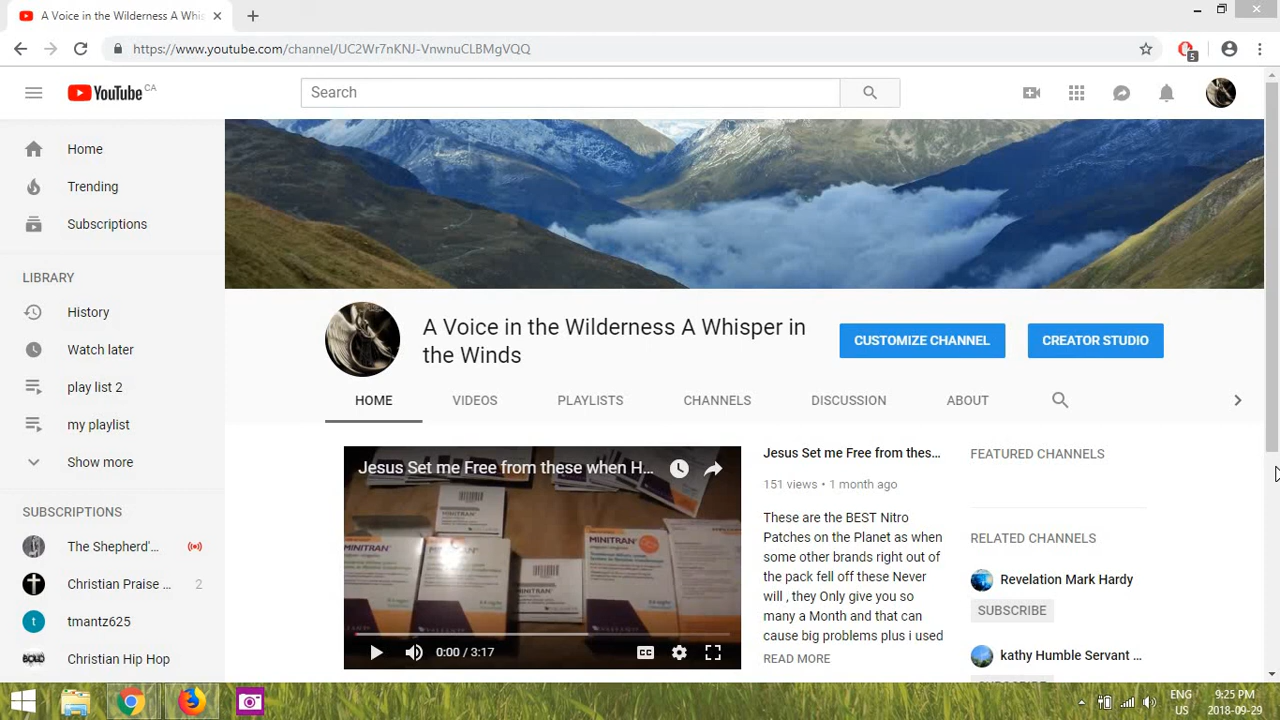 A Voice in the Wilderness A Whis
https://www.youtube.com/channel/UC2Wr7nKNJ-VnwnuCLBMgVQQ
5
YouTube CA
Search
Home
Trending
Subscriptions
LIBRARY
History
Watch later
play list 2
my playlist
Show more
SUBSCRIPTIONS
The Shepherd'...
Christian Praise ... 2
t tmantz625
Christian Hip Hop
A Voice in the Wilderness A Whisper in
the Winds
CUSTOMIZE CHANNEL
CREATOR STUDIO
HOME VIDEOS PLAYLISTS CHANNELS DISCUSSION ABOUT
Jesus Set me Free from these when H...
MINITRAN
MINITRAN
MINITRAN
0:00 / 3:17
CC
Jesus Set me Free from thes...
151 views • 1 month ago
These are the BEST Nitro
Patches on the Planet as when
some other brands right out of
the pack fell off these Never
will , they Only give you so
many a Month and that can
cause big problems plus i used
READ MORE
FEATURED CHANNELS
RELATED CHANNELS
Revelation Mark Hardy
SUBSCRIBE
kathy Humble Servant ...
ENG
US
9:25 PM
2018-09-29